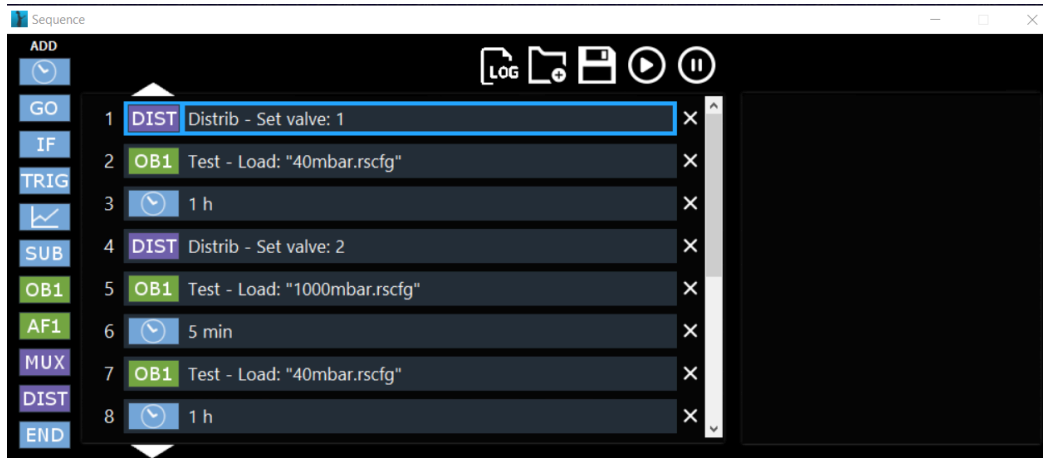 Sequence
ADD
LOG
GO
IF
TRIG
SUB
OB1
AF1
MUX
DIST
END
1 DIST Distrib - Set valve: 1
2 OB1 Test - Load: "40mbar.rscfg"
3 1 h
4 DIST Distrib - Set valve: 2
5 OB1 Test - Load: "1000mbar.rscfg"
6 5 min
7 OB1 Test - Load: "40mbar.rscfg"
8 1 h